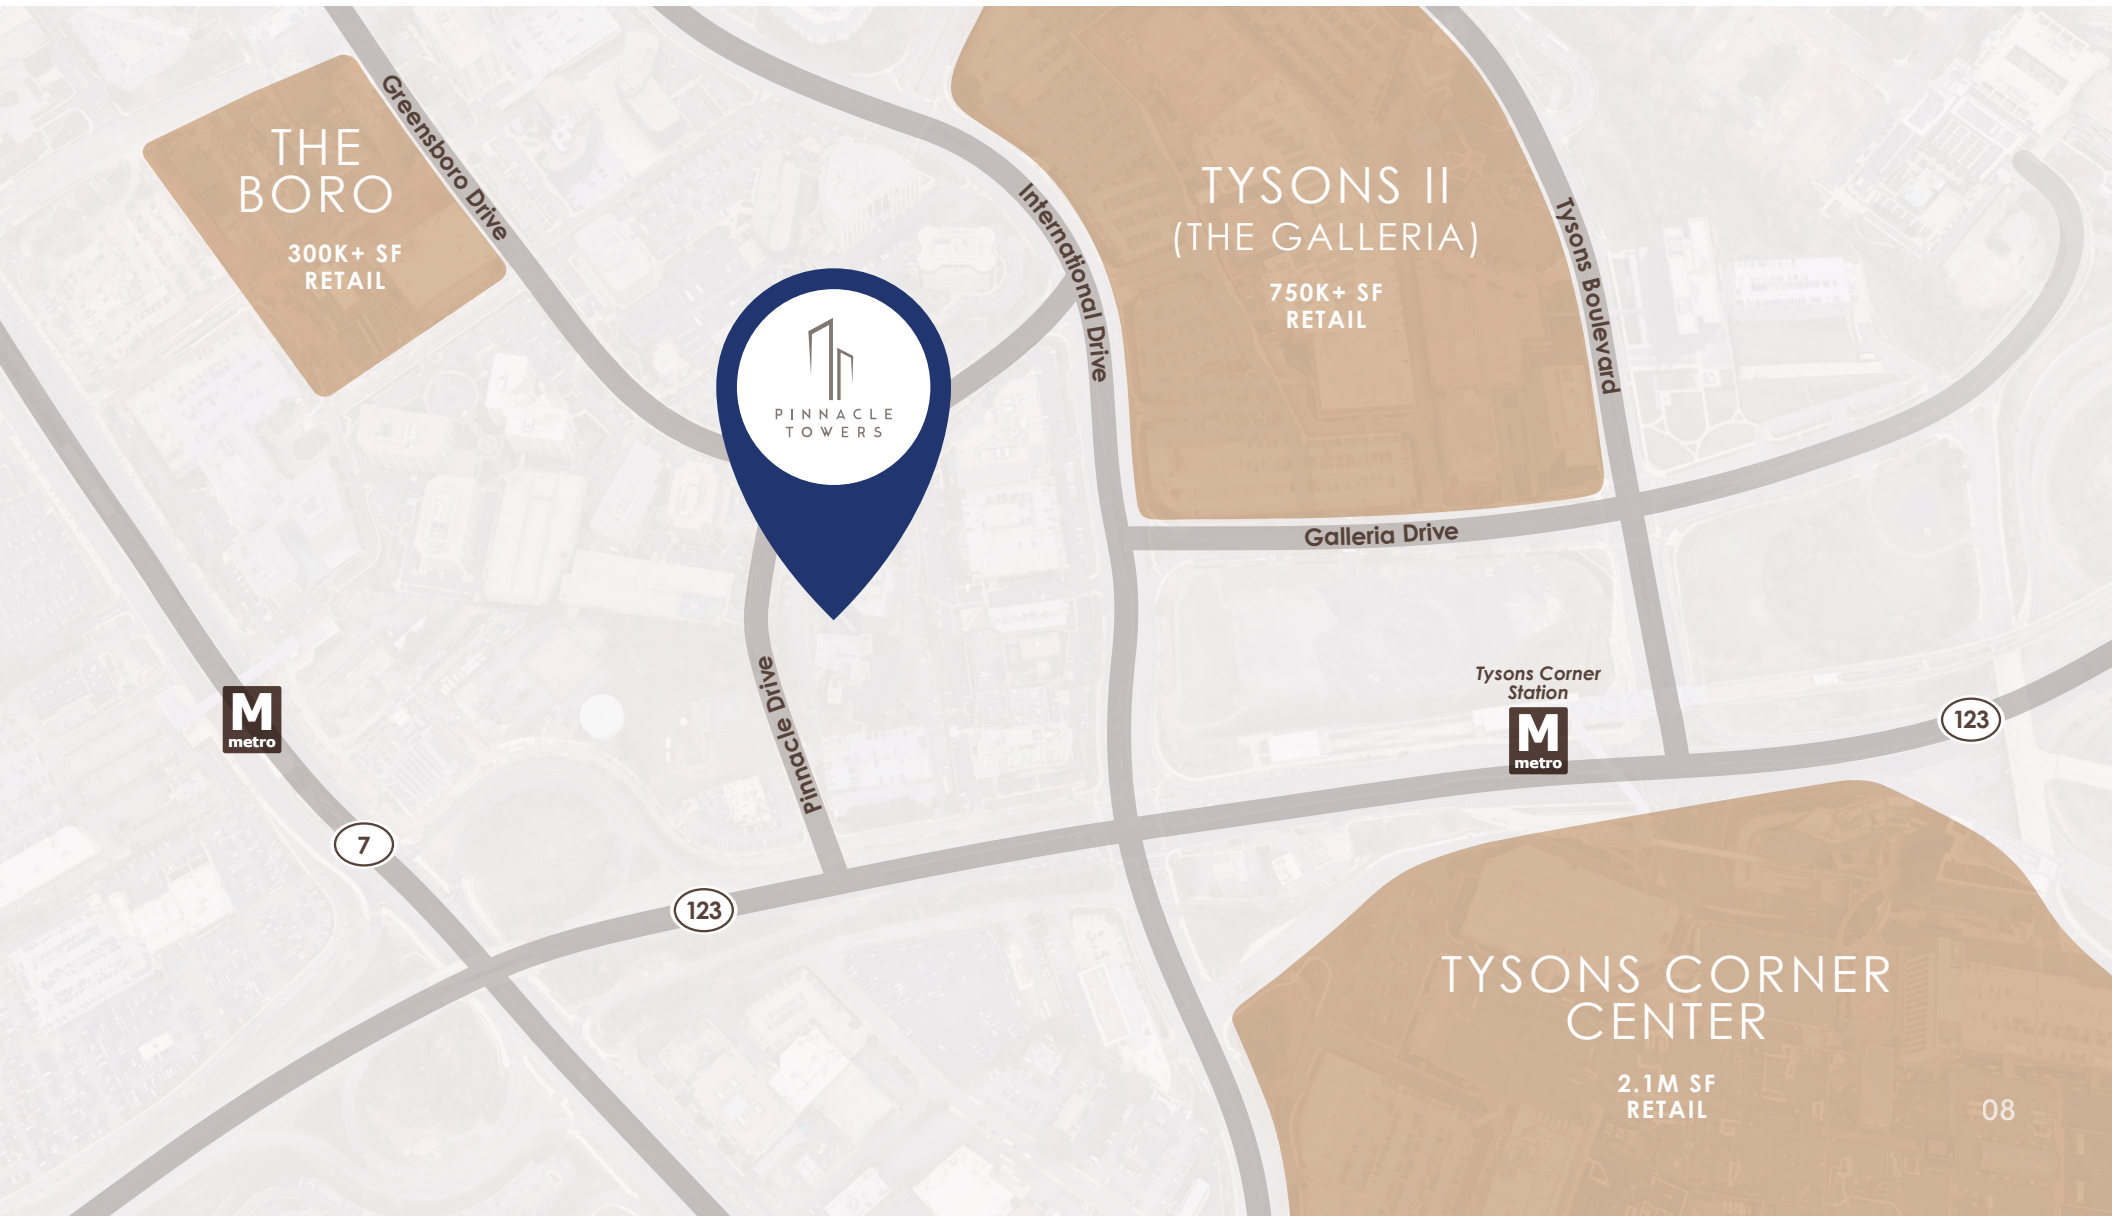 THE
BORO
300K+ SF
RETAIL
Greensboro Drive
International Drive
TYSONS II
(THE GALLERIA)
750K+ SF
RETAIL
Tysons Boulevard
PINNACLE
TOWERS
Galleria Drive
Pinnacle Drive
Tysons Corner
Station
M
metro
M
metro
123
7
123
TYSONS CORNER
CENTER
2.1M SF
RETAIL
08